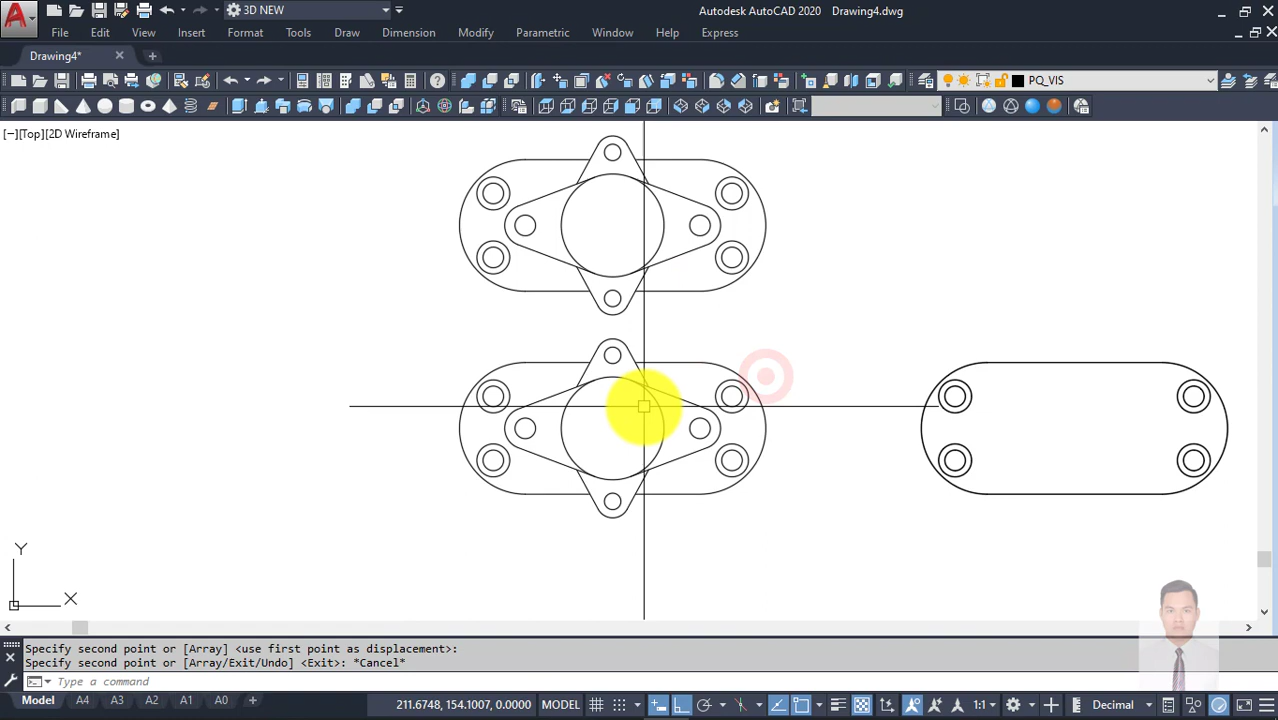 3D NEW
Autodesk AutoCAD 2020 Drawing4.dwg
File Edit View Insert Format Tools Draw Dimension Modify Parametric Window Help Express
Drawing4*
PQ_VIS
[−][Top][2D Wireframe]
Y
X
Specify second point or [Array] <use first point as displacement>:
Specify second point or [Array/Exit/Undo] <Exit>: *Cancel*
Type a command
Model A4 A3 A2 A1 A0
211.6748, 154.1007, 0.0000 MODEL
1:1
Decimal